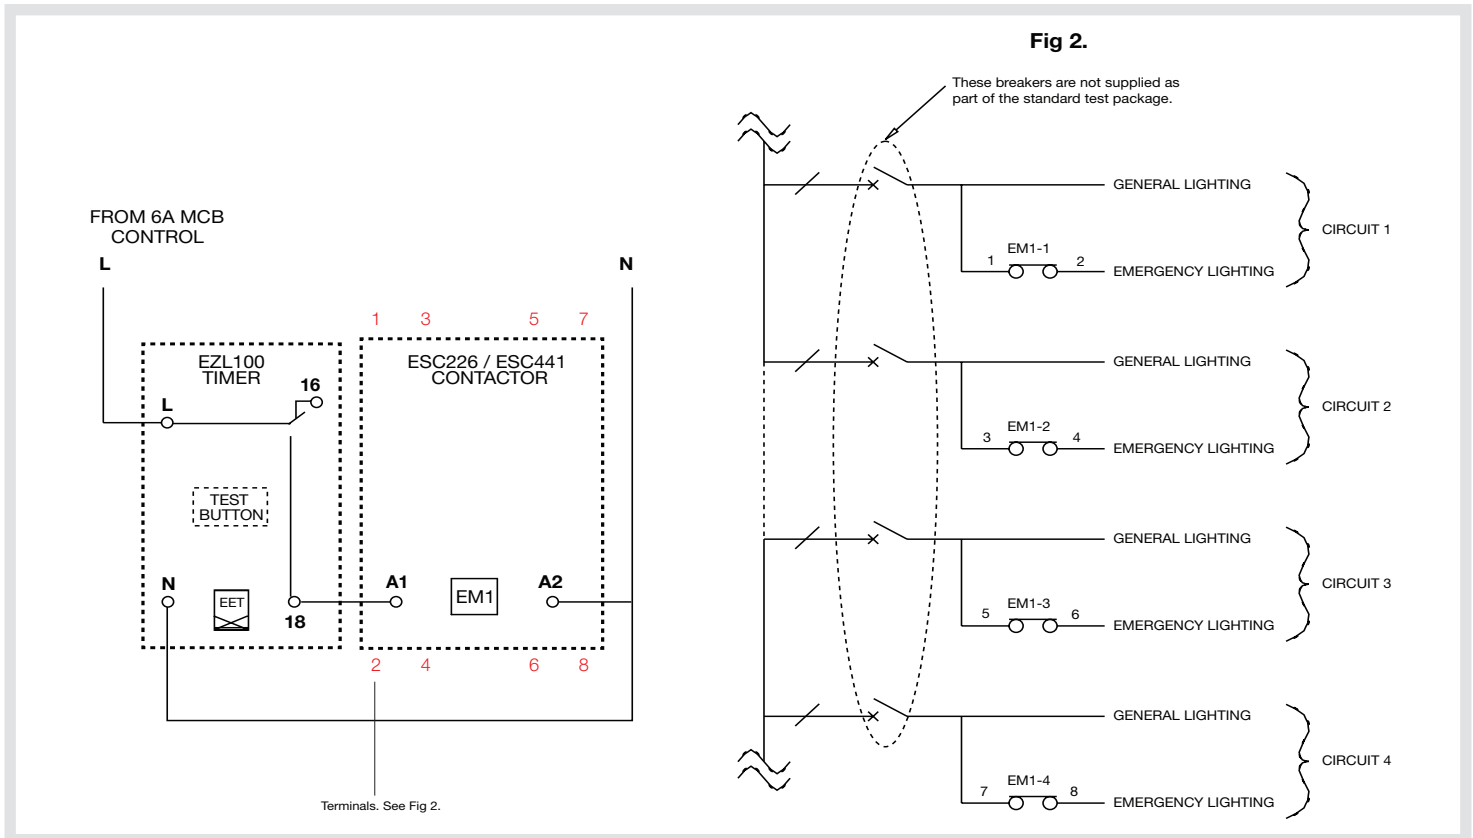 Fig 2.
These breakers are not supplied as
part of the standard test package.
FROM 6A MCB
CONTROL
L
N
1 3 5 7
EZL100
TIMER
16
L
ESC226 / ESC441
CONTACTOR
TEST
BUTTON
N
EET
18
A1
EM1
A2
2 4 6 8
Terminals. See Fig 2.
GENERAL LIGHTING
1 EM1-1 2
EMERGENCY LIGHTING
CIRCUIT 1
GENERAL LIGHTING
3 EM1-2 4
EMERGENCY LIGHTING
CIRCUIT 2
GENERAL LIGHTING
5 EM1-3 6
EMERGENCY LIGHTING
CIRCUIT 3
GENERAL LIGHTING
7 EM1-4 8
EMERGENCY LIGHTING
CIRCUIT 4